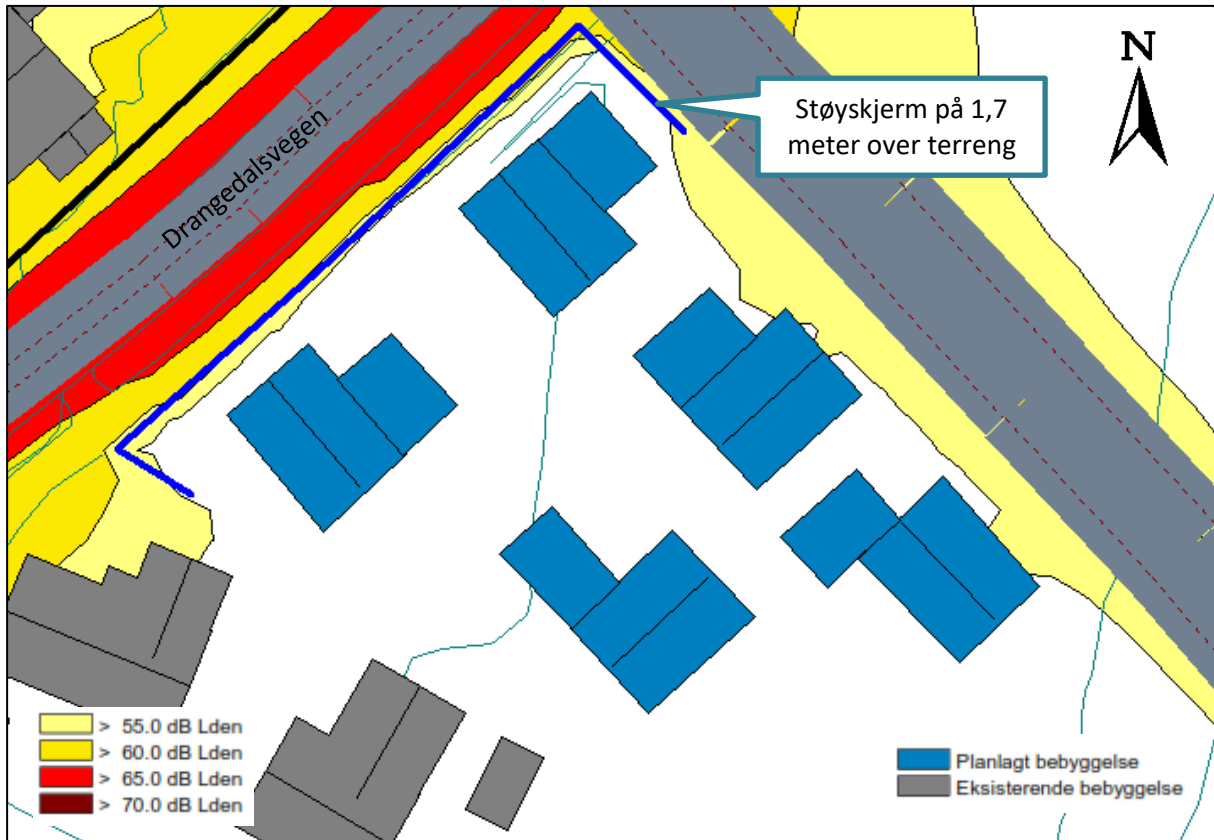 N
Støyskjerm på 1,7
meter over terreng
Drangedalsvegen
> 55.0 dB Lden
> 60.0 dB Lden
> 65.0 dB Lden
> 70.0 dB Lden
Planlagt bebyggelse
Eksisterende bebyggelse